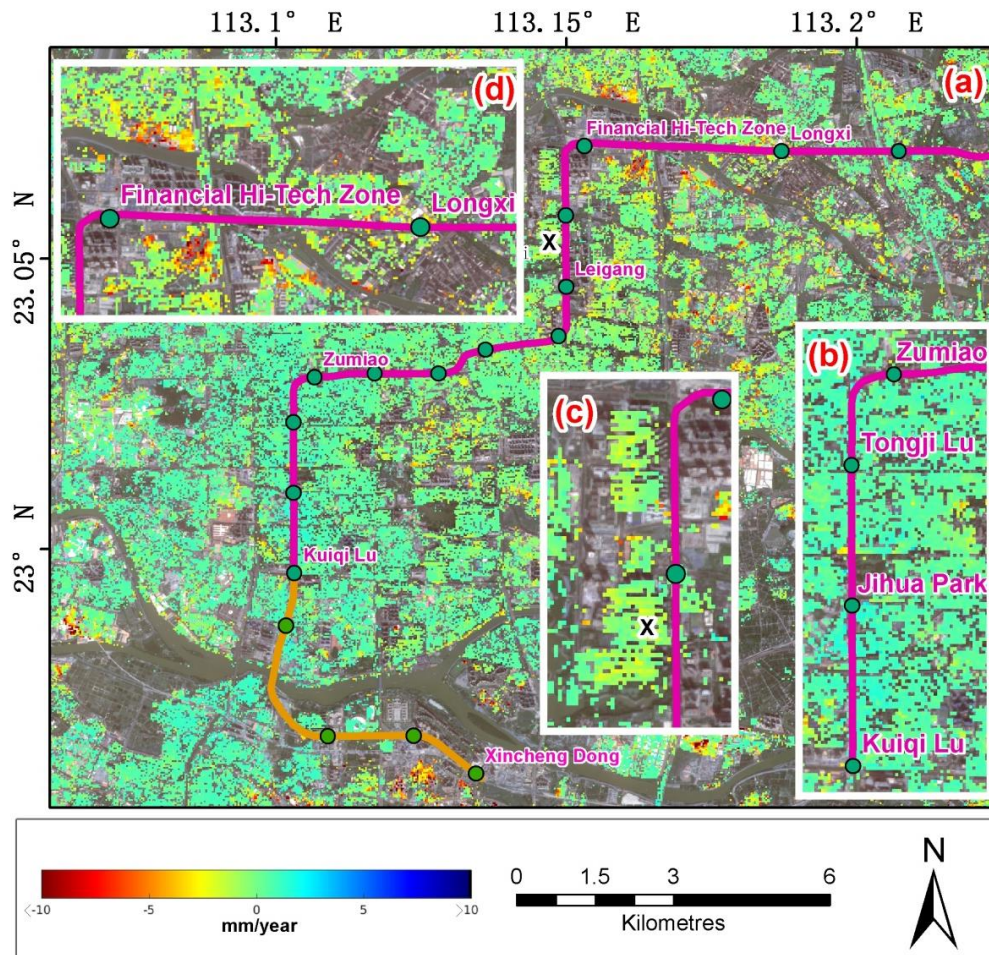 113.1° E
113.15° E
113.2° E
(d)
(a)
Financial Hi-Tech Zone
Longxi
Financial Hi-Tech Zone
Longxi
X
i
Leigang
23.05° N
Zumiao
(b)
Zumiao
(c)
Tongji Lu
23° N
Kuiqi Lu
Jihua Park
X
Xincheng Dong
Kuiqi Lu
<-10
-5
0
5
>10
mm/year
0
1.5
3
6
Kilometres
N